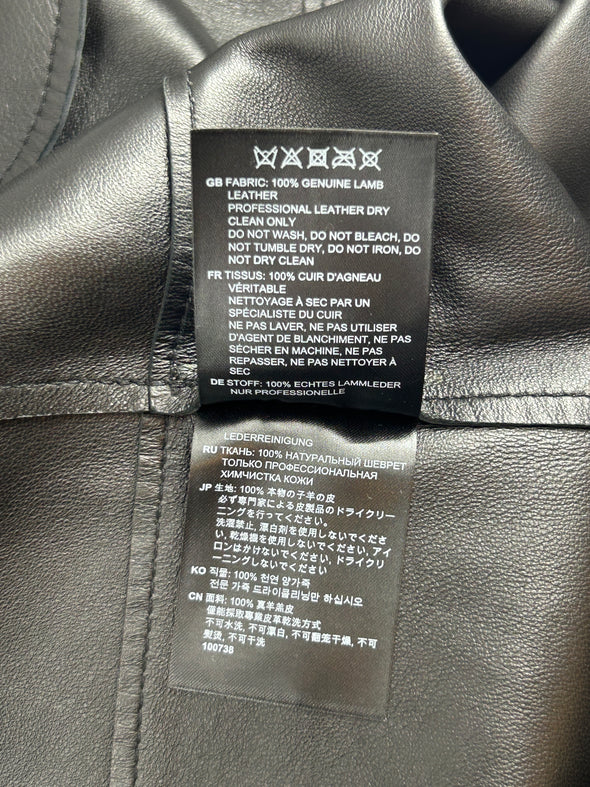 GB FABRIC: 100% GENUINE LAMB
LEATHER
PROFESSIONAL LEATHER DRY
CLEAN ONLY
DO NOT WASH, DO NOT BLEACH, DO
NOT TUMBLE DRY, DO NOT IRON, DO
NOT DRY CLEAN
FR TISSUS: 100% CUIR D'AGNEAU
VÉRITABLE
NETTOYAGE À SEC PAR UN
SPÉCIALISTE DU CUIR
NE PAS LAVER, NE PAS UTILISER
D'AGENT DE BLANCHIMENT, NE PAS
SÉCHER EN MACHINE, NE PAS
REPASSER, NE PAS NETTOYER À
SEC
DE STOFF: 100% ECHTES LAMMLEDER
NUR PROFESSIONELLE
LEDERREINIGUNG
RU ТКАНЬ: 100% НАТУРАЛЬНЫЙ ШЕВРЕТ
ТОЛЬКО ПРОФЕССИОНАЛЬНАЯ
ХИМЧИСТКА КОЖИ
JP 生地: 100% 本物の子羊の皮
必ず専門家による皮製品のドライクリー
ニングを行ってください。
洗濯禁止, 漂白剤を使用しないでくださ
い, 乾燥機を使用しないでください, アイ
ロンはかけないでください, ドライクリ
ーニングしないでください
KO 직물: 100% 천연 양가죽
전문 가죽 드라이클리닝만 하십시오
CN 面料: 100% 真羊羔皮
僅能採取專業皮革乾洗方式
不可水洗, 不可漂白, 不可翻笼干燥, 不可
熨烫, 不可干洗
100738